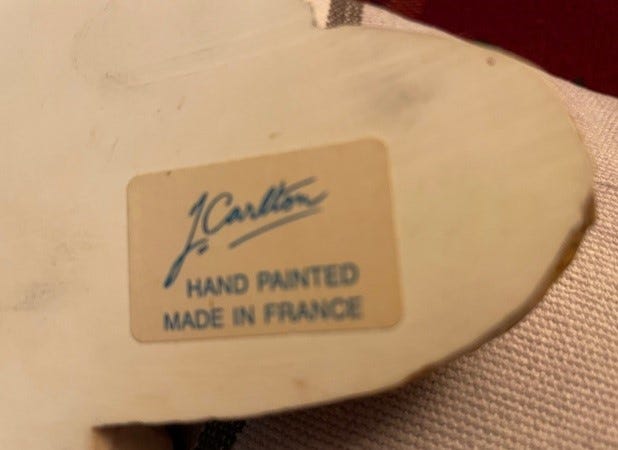 J. Carlton
HAND PAINTED
MADE IN FRANCE